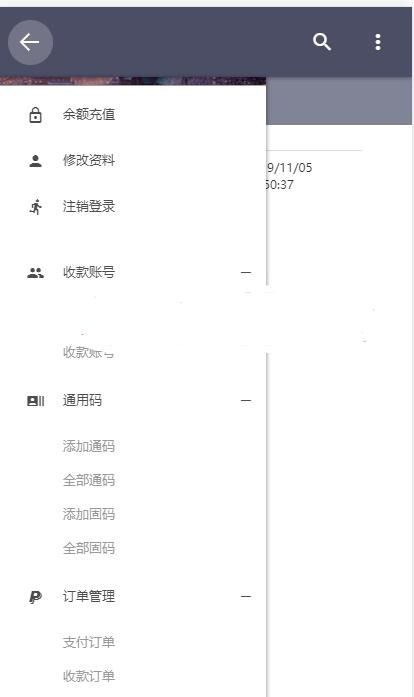 余额充值
9/11/05
修改资料
50:37
注销登录
收款账号
收款账号
通用码
添加通码
全部通码
添加固码
全部固码
订单管理
支付订单
收款订单